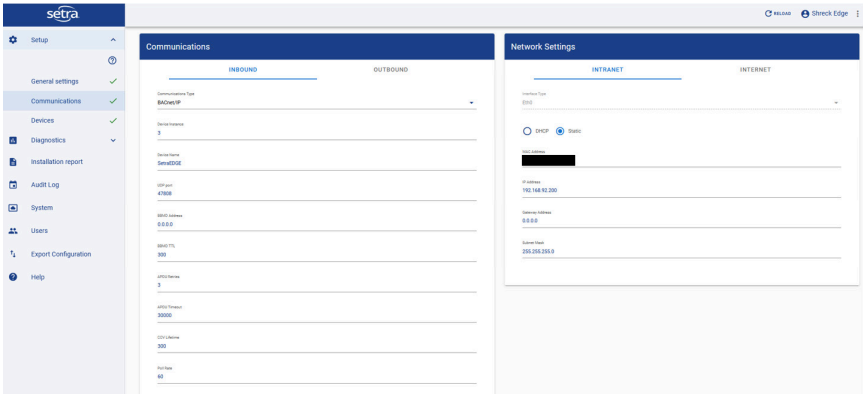 setra
RELOAD
Shreck Edge
Setup
General settings
Communications
Devices
Diagnostics
Installation report
Audit Log
System
Users
Export Configuration
Help
Communications
INBOUND
OUTBOUND
Communications Type
BACnet/IP
Device Instance
3
Device Name
SetraEDGE
UDP port
47808
BBMD Address
0.0.0.0
BBMD TTL
300
APDU Retries
3
APDU Timeout
30000
COV Lifetime
300
Poll Rate
60
Network Settings
INTRANET
INTERNET
Interface Type
Eth0
DHCP
Static
MAC Address
IP Address
192.168.92.200
Gateway Address
0.0.0.0
Subnet Mask
255.255.255.0